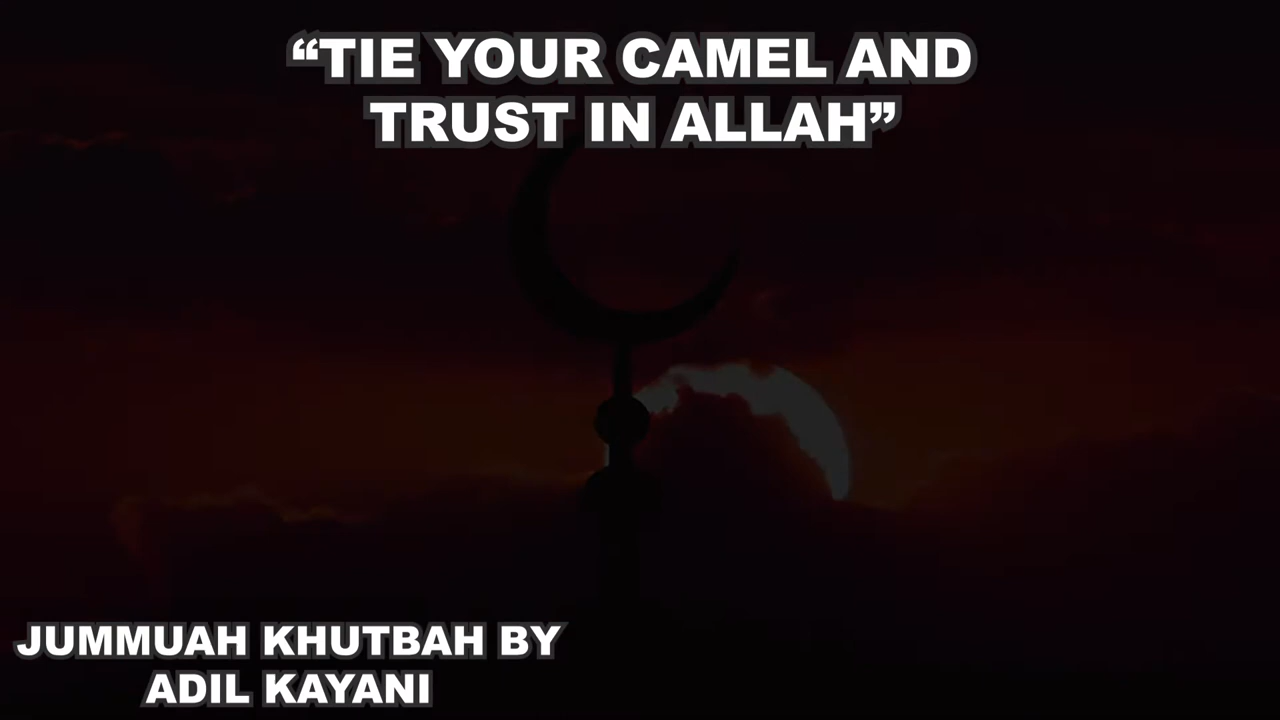 “TIE YOUR CAMEL AND
TRUST IN ALLAH”
JUMMUAH KHUTBAH BY
ADIL KAYANI